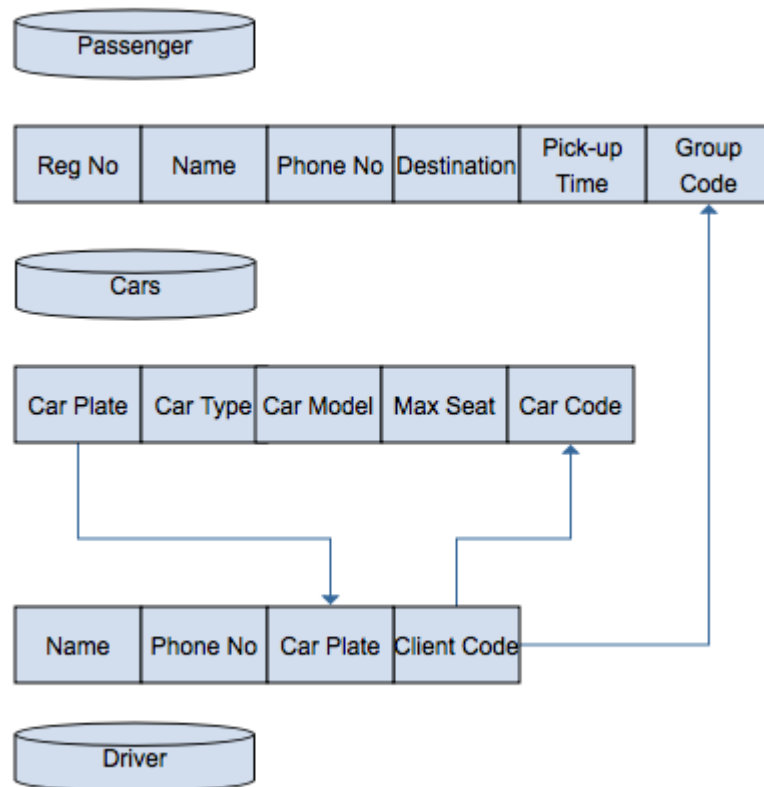 Passenger
Reg No
Name
Phone No
Destination
Pick-up
Time
Group
Code
Cars
Car Plate
Car Type
Car Model
Max Seat
Car Code
Name
Phone No
Car Plate
Client Code
Driver